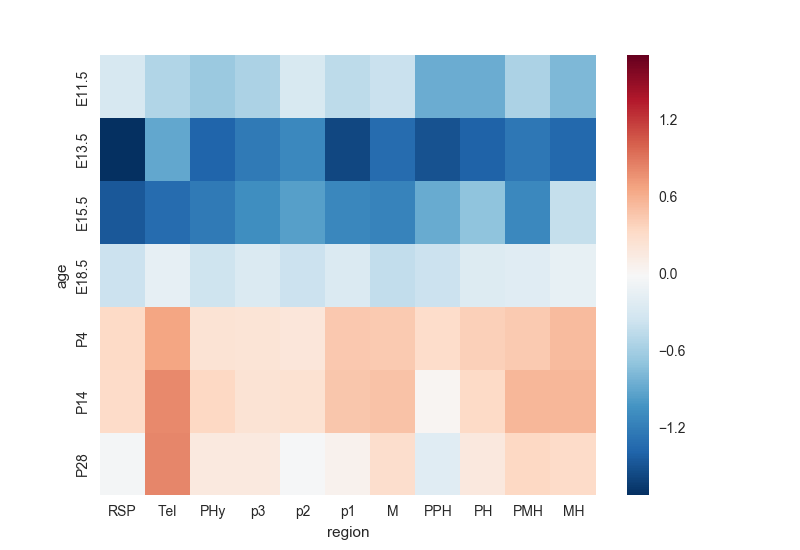 E11.5
E13.5
E15.5
E18.5
P4
P14
P28
age
RSP Tel PHy p3 p2 p1 M PPH PH PMH MH
region
1.2
0.6
0.0
−0.6
−1.2